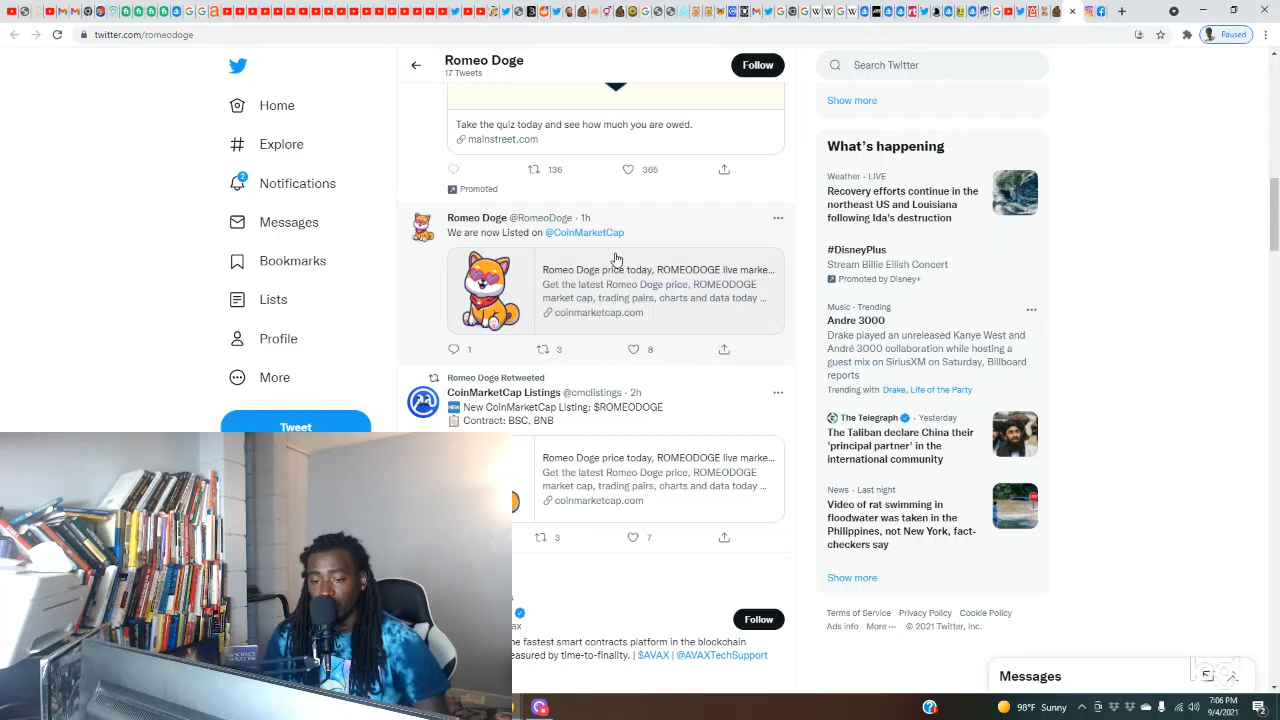 twitter.com/romeodoge
Paused
Romeo Doge
17 Tweets
Follow
Search Twitter
Home
Explore
2
Notifications
Messages
Bookmarks
Lists
Profile
More
Tweet
Take the quiz today and see how much you are owed.
mainstreet.com
136
365
Promoted
Romeo Doge @RomeoDoge · 1h
We are now Listed on @CoinMarketCap
Romeo Doge price today, ROMEODOGE live marke...
Get the latest Romeo Doge price, ROMEODOGE
market cap, trading pairs, charts and data today ...
coinmarketcap.com
1
3
8
Romeo Doge Retweeted
CoinMarketCap Listings @cmclistings · 2h
NEW New CoinMarketCap Listing: $ROMEODOGE
Contract: BSC, BNB
Romeo Doge price today, ROMEODOGE live marke...
Get the latest Romeo Doge price, ROMEODOGE
market cap, trading pairs, charts and data today ...
coinmarketcap.com
3
7
Follow
fastest smart contracts platform in the blockchain
measured by time-to-finality. | $AVAX | @AVAXTechSupport
Show more
What's happening
Weather · LIVE
Recovery efforts continue in the
northeast US and Louisiana
following Ida's destruction
#DisneyPlus
Stream Billie Eilish Concert
Promoted by Disney+
Music · Trending
Andre 3000
Drake played an unreleased Kanye West and
André 3000 collaboration while hosting a
guest mix on SiriusXM on Saturday, Billboard
reports
Trending with Drake, Life of the Party
The Telegraph · Yesterday
The Taliban declare China their
'principal partner' in the
international community
News · Last night
Video of rat swimming in
floodwater was taken in the
Philippines, not New York, fact-
checkers say
Show more
Terms of Service Privacy Policy Cookie Policy
Ads info More ··· © 2021 Twitter, Inc.
Messages
98°F Sunny
7:06 PM
9/4/2021
2